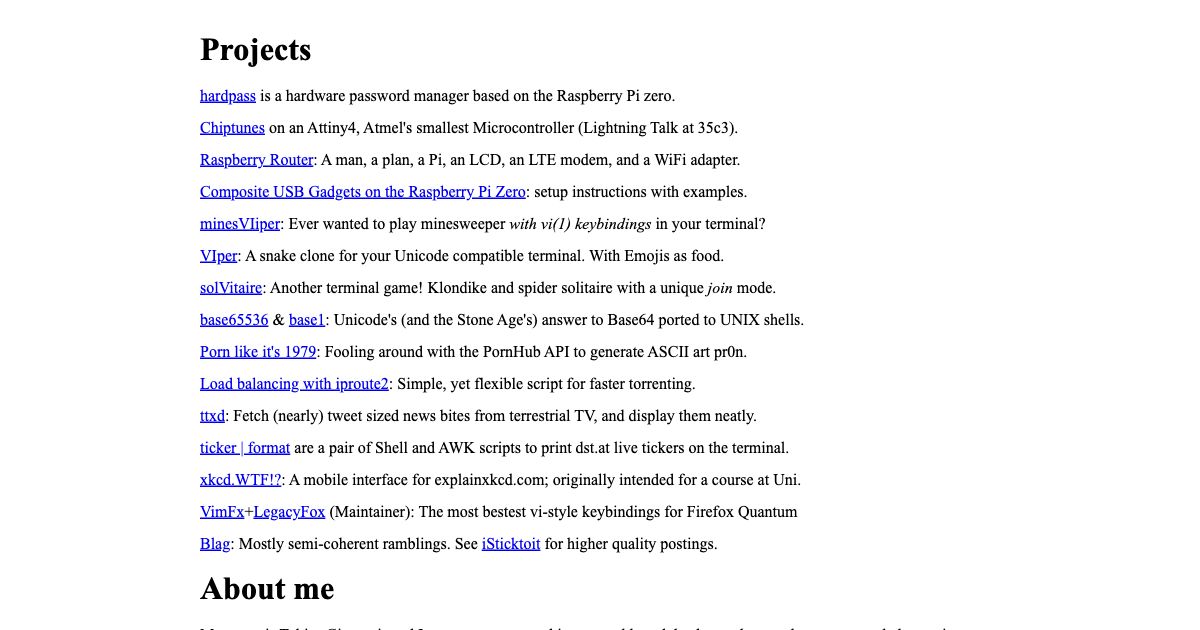 Projects
hardpass is a hardware password manager based on the Raspberry Pi zero.
Chiptunes on an Attiny4, Atmel's smallest Microcontroller (Lightning Talk at 35c3).
Raspberry Router: A man, a plan, a Pi, an LCD, an LTE modem, and a WiFi adapter.
Composite USB Gadgets on the Raspberry Pi Zero: setup instructions with examples.
minesVIiper: Ever wanted to play minesweeper with vi(1) keybindings in your terminal?
VIper: A snake clone for your Unicode compatible terminal. With Emojis as food.
solVitaire: Another terminal game! Klondike and spider solitaire with a unique join mode.
base65536 & base1: Unicode's (and the Stone Age's) answer to Base64 ported to UNIX shells.
Porn like it's 1979: Fooling around with the PornHub API to generate ASCII art pr0n.
Load balancing with iproute2: Simple, yet flexible script for faster torrenting.
ttxd: Fetch (nearly) tweet sized news bites from terrestrial TV, and display them neatly.
ticker | format are a pair of Shell and AWK scripts to print dst.at live tickers on the terminal.
xkcd.WTF!?: A mobile interface for explainxkcd.com; originally intended for a course at Uni.
VimFx+LegacyFox (Maintainer): The most bestest vi-style keybindings for Firefox Quantum
Blag: Mostly semi-coherent ramblings. See iSticktoit for higher quality postings.
About me